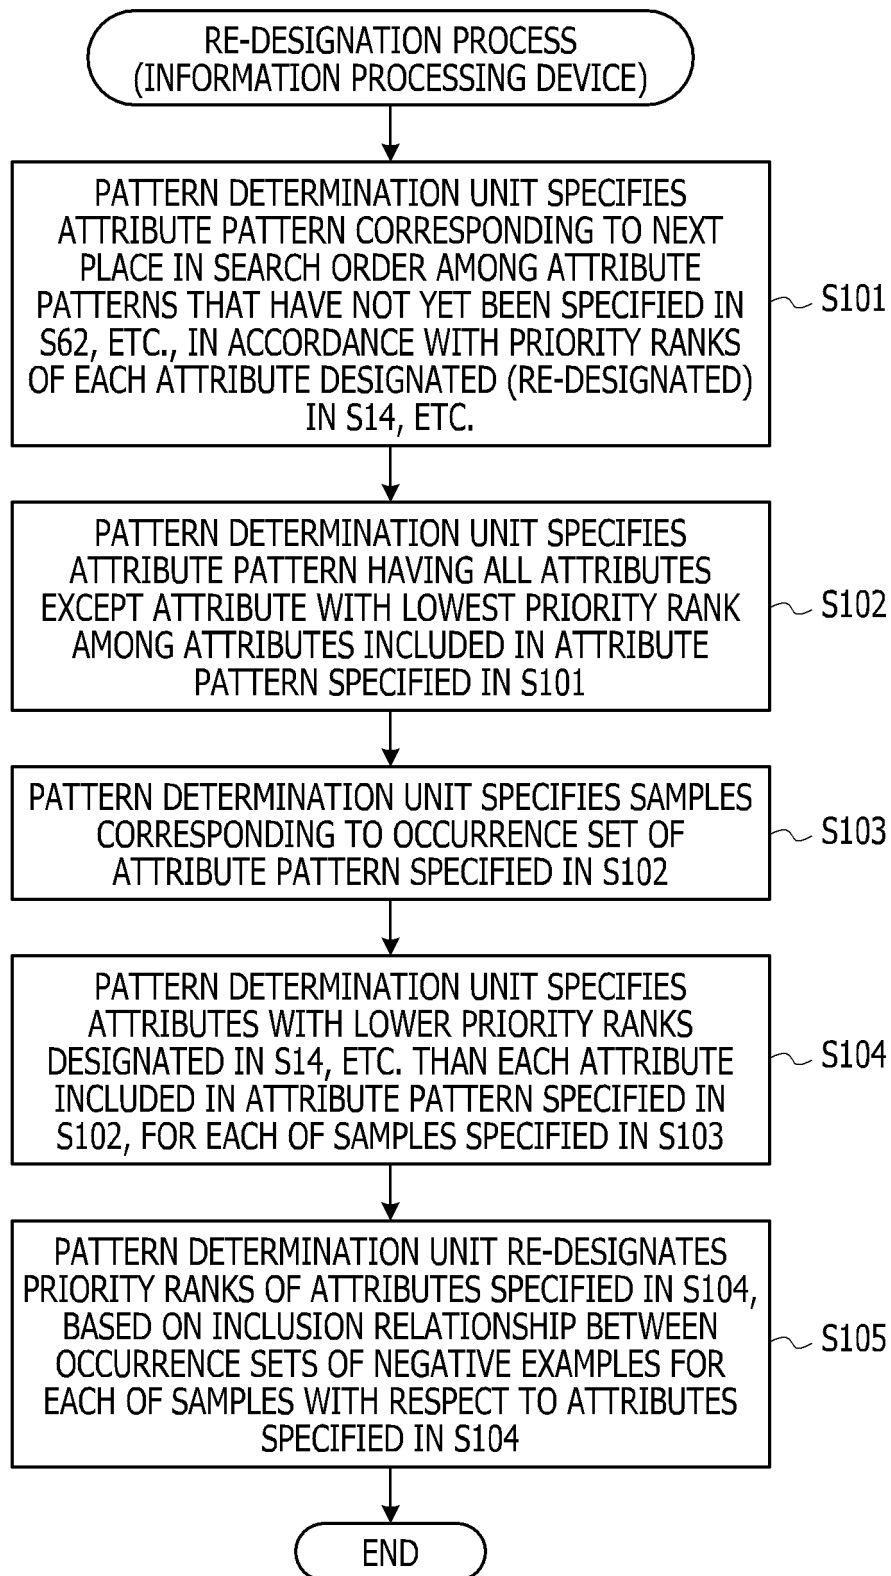 RE-DESIGNATION PROCESS
(INFORMATION PROCESSING DEVICE)
PATTERN DETERMINATION UNIT SPECIFIES
ATTRIBUTE PATTERN CORRESPONDING TO NEXT
PLACE IN SEARCH ORDER AMONG ATTRIBUTE
PATTERNS THAT HAVE NOT YET BEEN SPECIFIED IN
S62, ETC., IN ACCORDANCE WITH PRIORITY RANKS
OF EACH ATTRIBUTE DESIGNATED (RE-DESIGNATED)
IN S14, ETC.
S101
PATTERN DETERMINATION UNIT SPECIFIES
ATTRIBUTE PATTERN HAVING ALL ATTRIBUTES
EXCEPT ATTRIBUTE WITH LOWEST PRIORITY RANK
AMONG ATTRIBUTES INCLUDED IN ATTRIBUTE
PATTERN SPECIFIED IN S101
S102
PATTERN DETERMINATION UNIT SPECIFIES SAMPLES
CORRESPONDING TO OCCURRENCE SET OF
ATTRIBUTE PATTERN SPECIFIED IN S102
S103
PATTERN DETERMINATION UNIT SPECIFIES
ATTRIBUTES WITH LOWER PRIORITY RANKS
DESIGNATED IN S14, ETC. THAN EACH ATTRIBUTE
INCLUDED IN ATTRIBUTE PATTERN SPECIFIED IN
S102, FOR EACH OF SAMPLES SPECIFIED IN S103
S104
PATTERN DETERMINATION UNIT RE-DESIGNATES
PRIORITY RANKS OF ATTRIBUTES SPECIFIED IN S104,
BASED ON INCLUSION RELATIONSHIP BETWEEN
OCCURRENCE SETS OF NEGATIVE EXAMPLES FOR
EACH OF SAMPLES WITH RESPECT TO ATTRIBUTES
SPECIFIED IN S104
S105
END